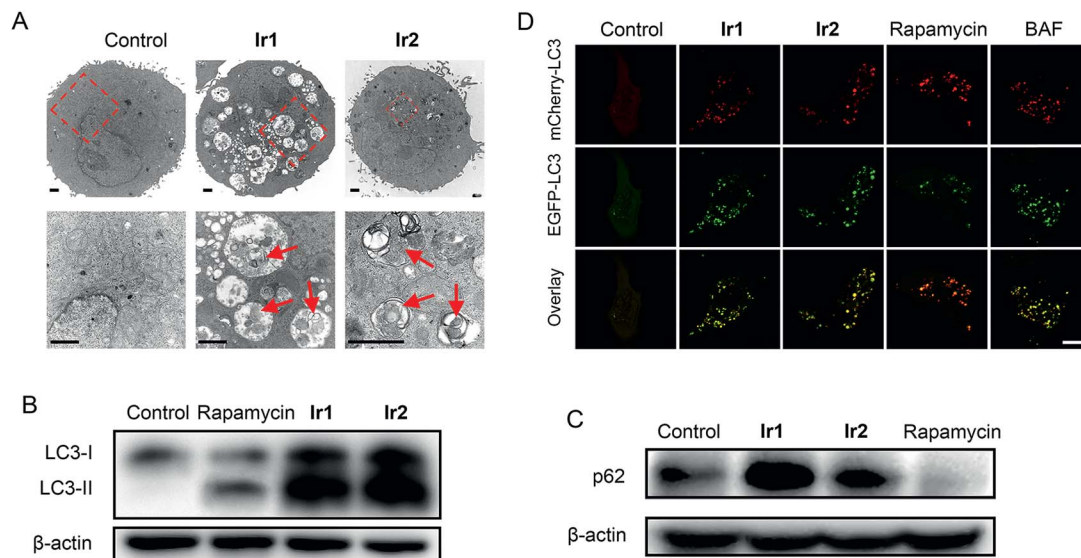 A
Control Ir1 Ir2
D
Control Ir1 Ir2 Rapamycin BAF
mCherry-LC3
EGFP-LC3
Overlay
B
Control Rapamycin Ir1 Ir2
LC3-I
LC3-II
β-actin
C
Control Ir1 Ir2 Rapamycin
p62
β-actin